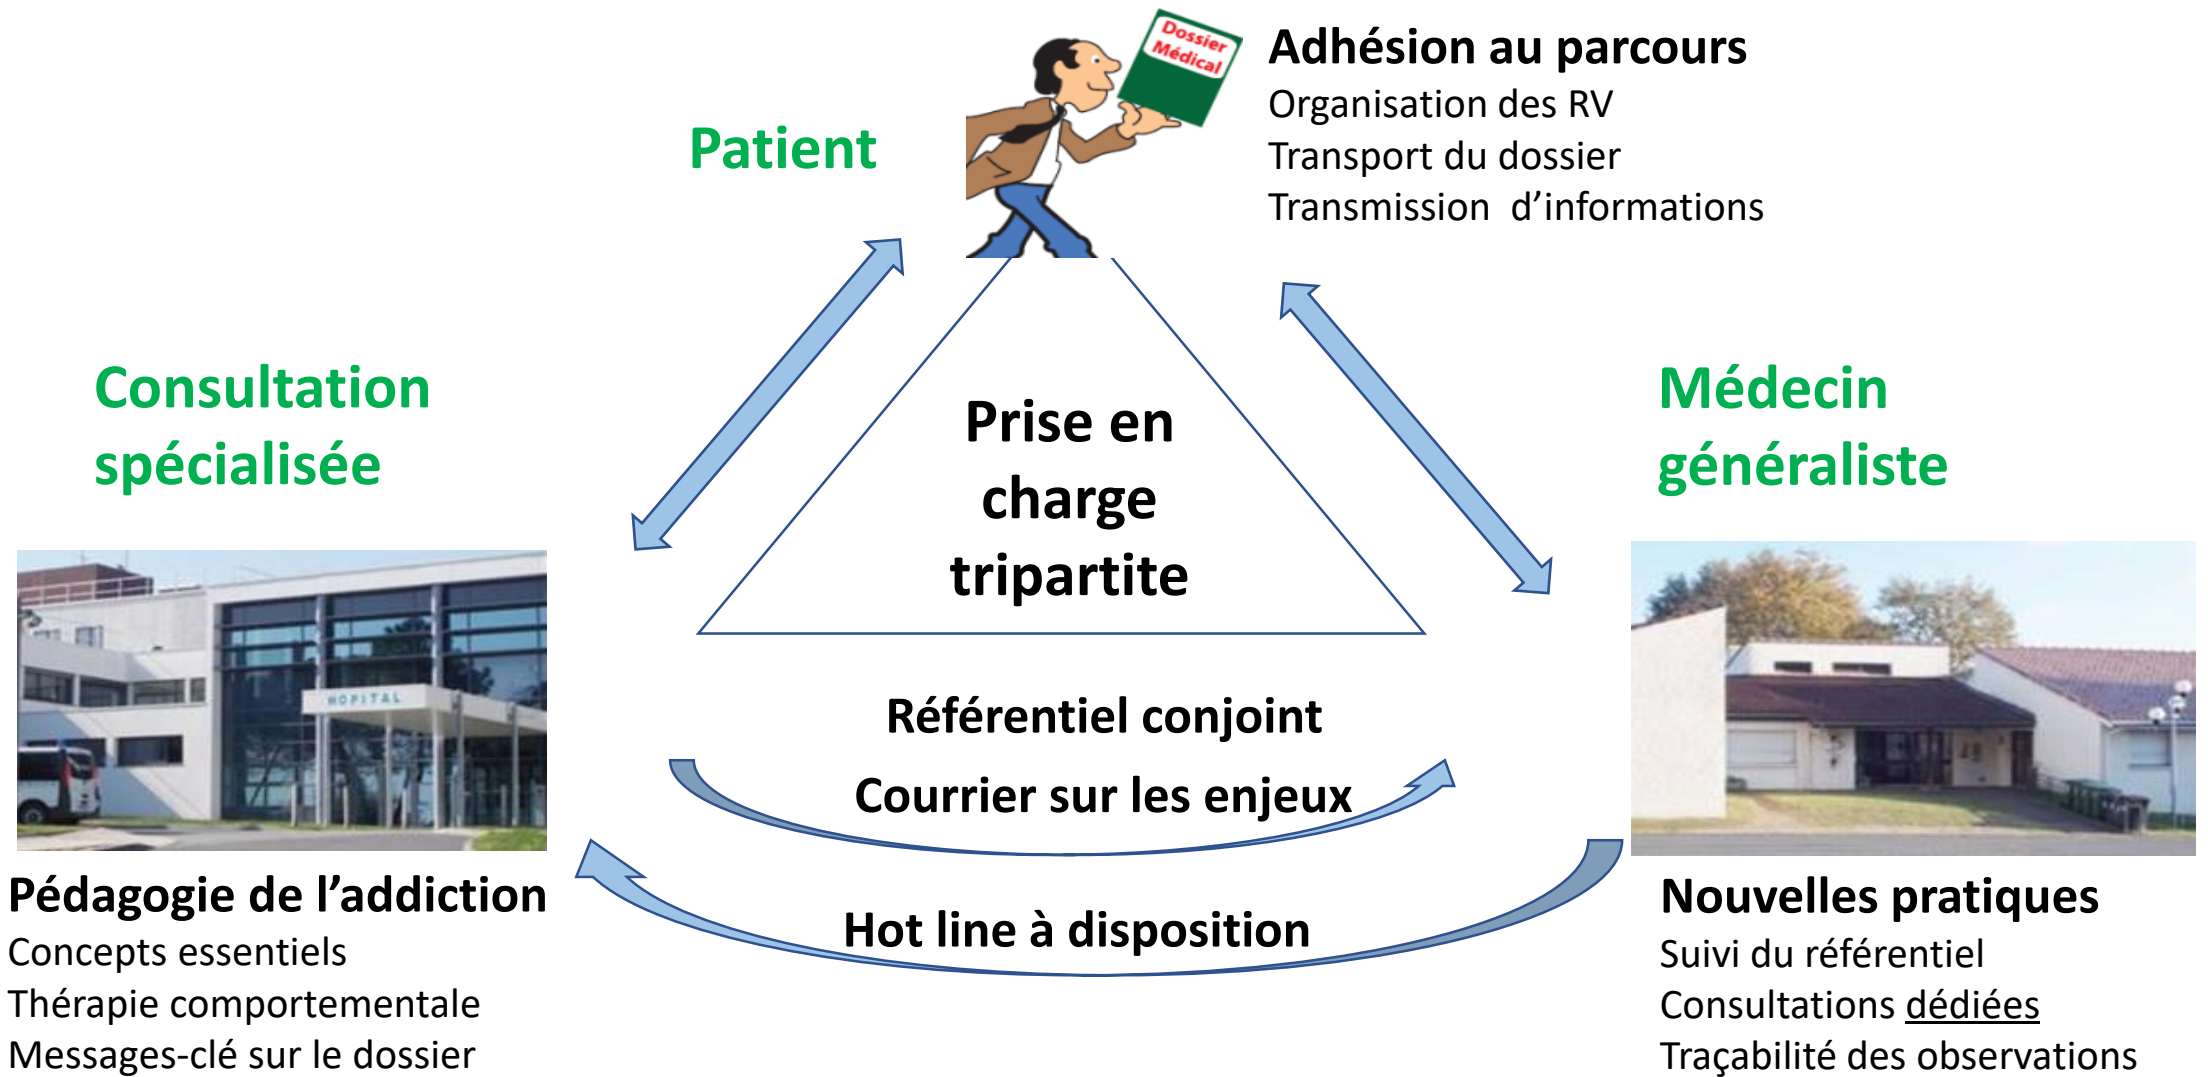 Dossier
Médical
Adhésion au parcours
Organisation des RV
Transport du dossier
Transmission d’informations
Patient
Consultation
spécialisée
Prise en
charge
tripartite
Médecin
généraliste
HOPITAL
Référentiel conjoint
Courrier sur les enjeux
Hot line à disposition
Pédagogie de l’addiction
Concepts essentiels
Thérapie comportementale
Messages-clé sur le dossier
Nouvelles pratiques
Suivi du référentiel
Consultations dédiées
Traçabilité des observations